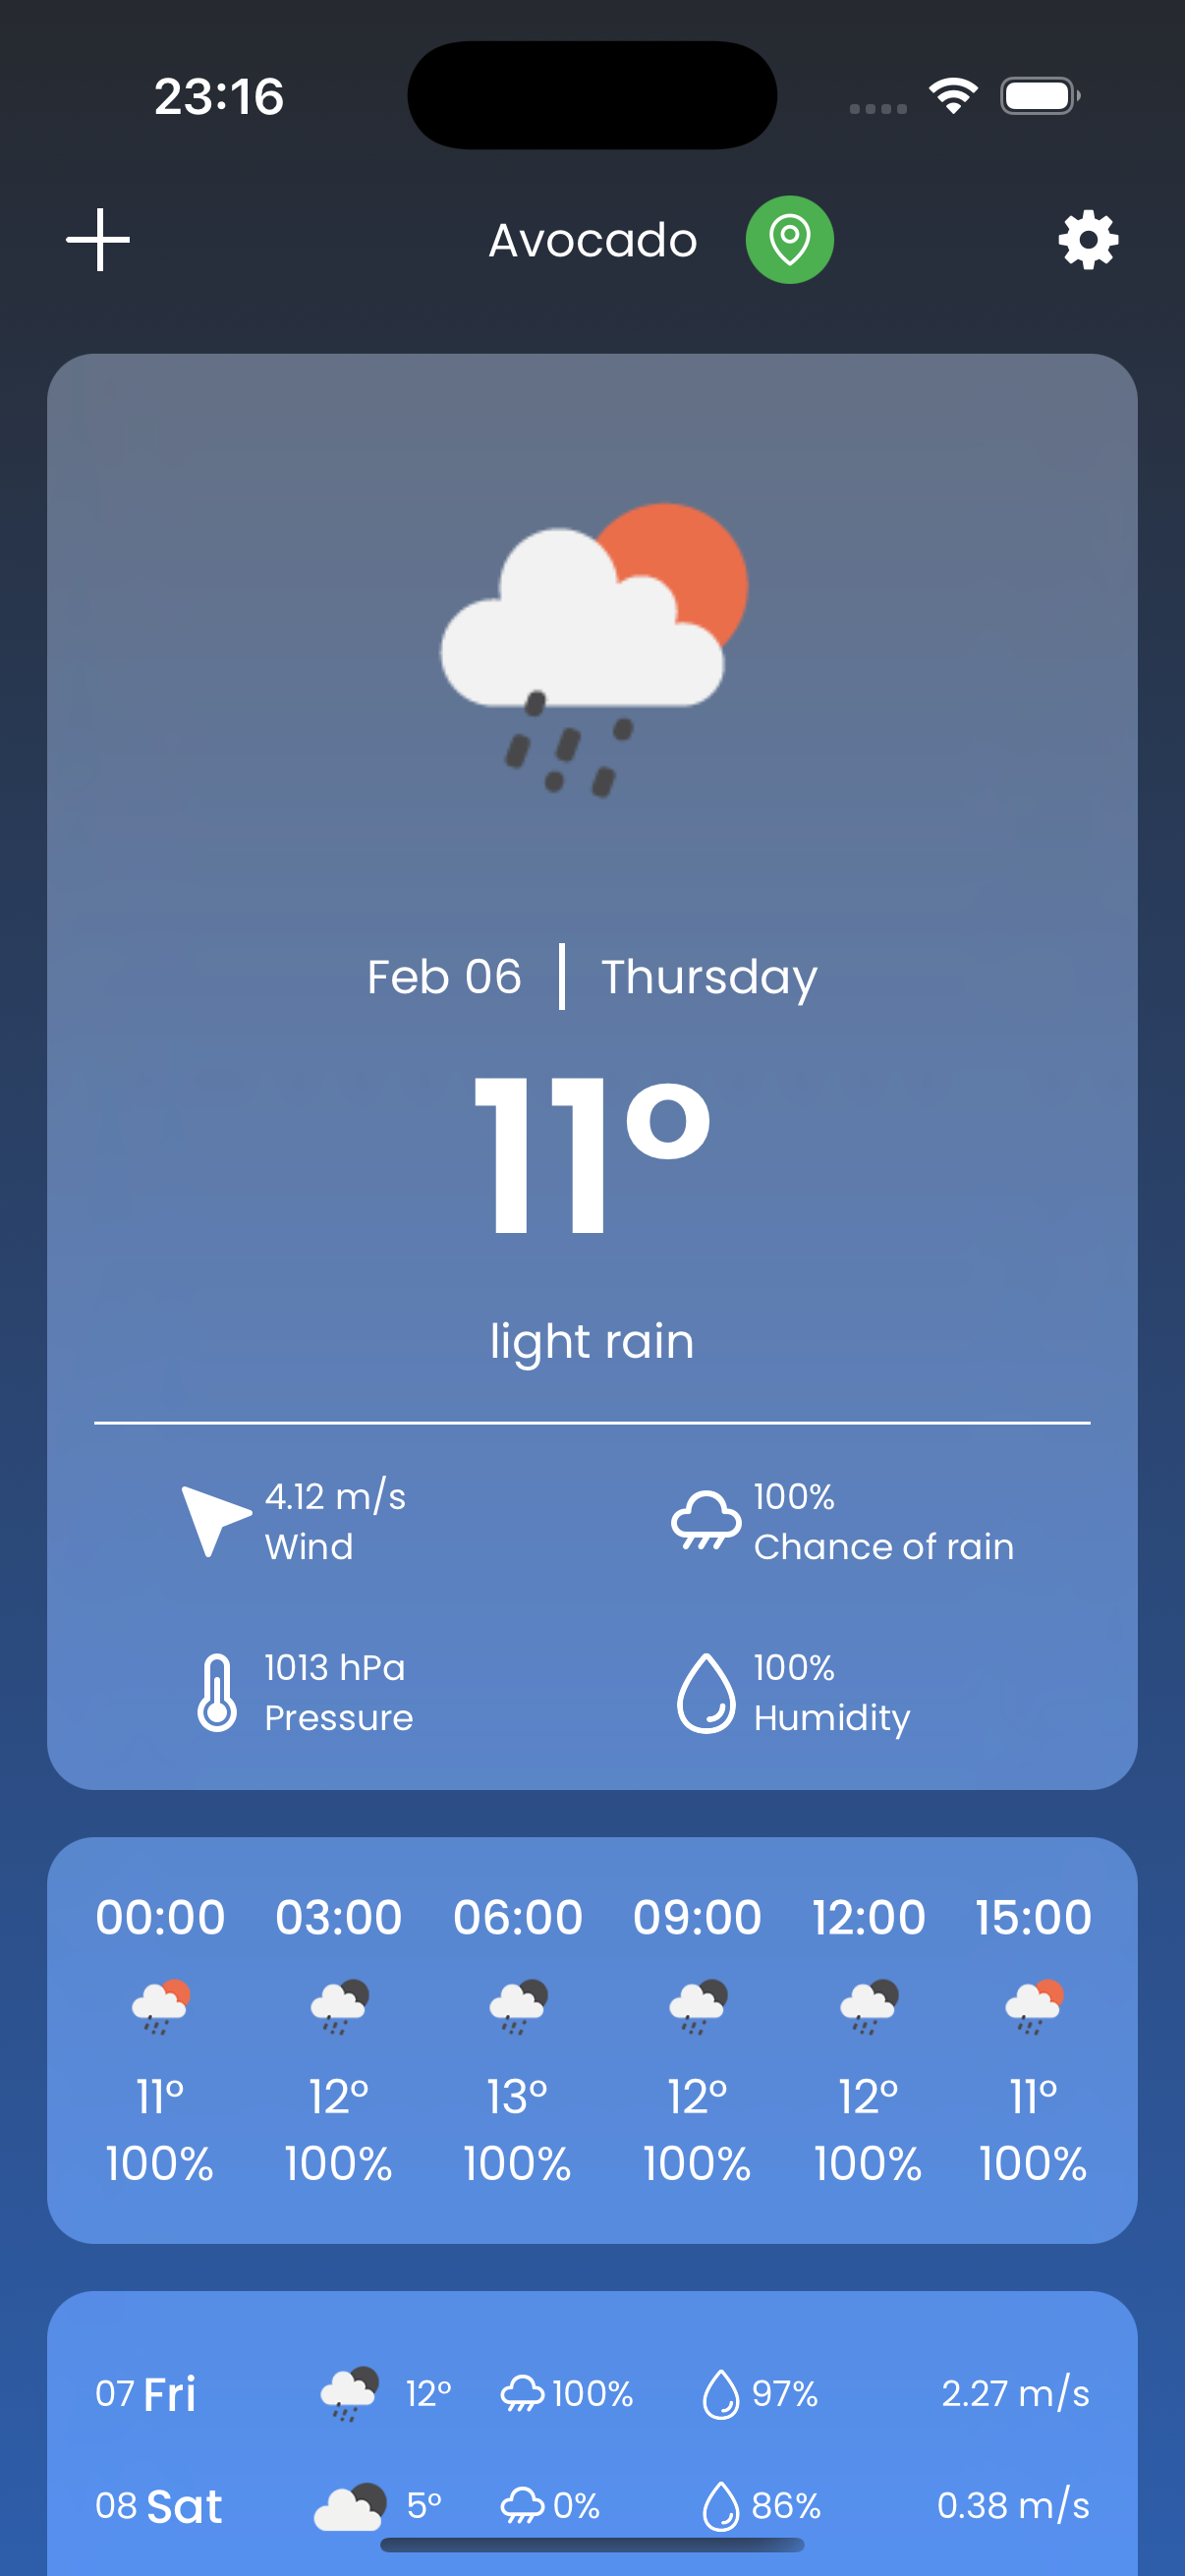 23:16
Avocado
Feb 06 | Thursday
11°
light rain
4.12 m/s
Wind
100%
Chance of rain
1013 hPa
Pressure
100%
Humidity
00:00 03:00 06:00 09:00 12:00 15:00
11° 12° 13° 12° 12° 11°
100% 100% 100% 100% 100% 100%
07 Fri 12° 100% 97% 2.27 m/s
08 Sat 5° 0% 86% 0.38 m/s